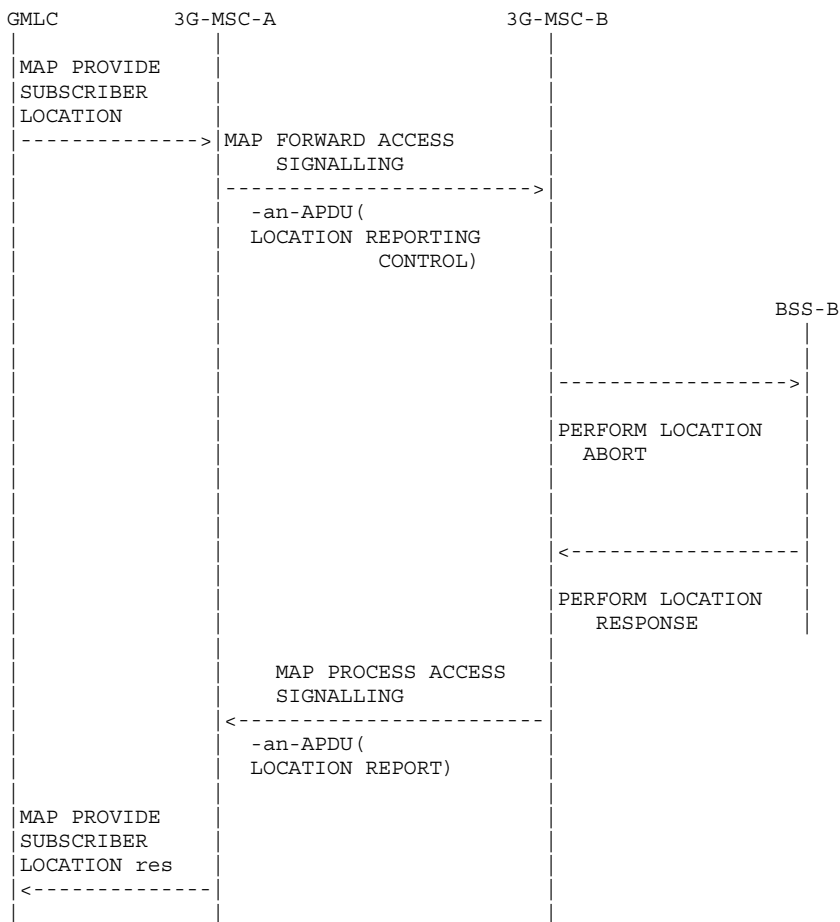 GMLC 3G-MSC-A 3G-MSC-B
MAP PROVIDE
SUBSCRIBER
LOCATION
MAP FORWARD ACCESS
SIGNALLING
-an-APDU(
LOCATION REPORTING
CONTROL)
BSS-B
PERFORM LOCATION
ABORT
PERFORM LOCATION
RESPONSE
MAP PROCESS ACCESS
SIGNALLING
-an-APDU(
LOCATION REPORT)
MAP PROVIDE
SUBSCRIBER
LOCATION res